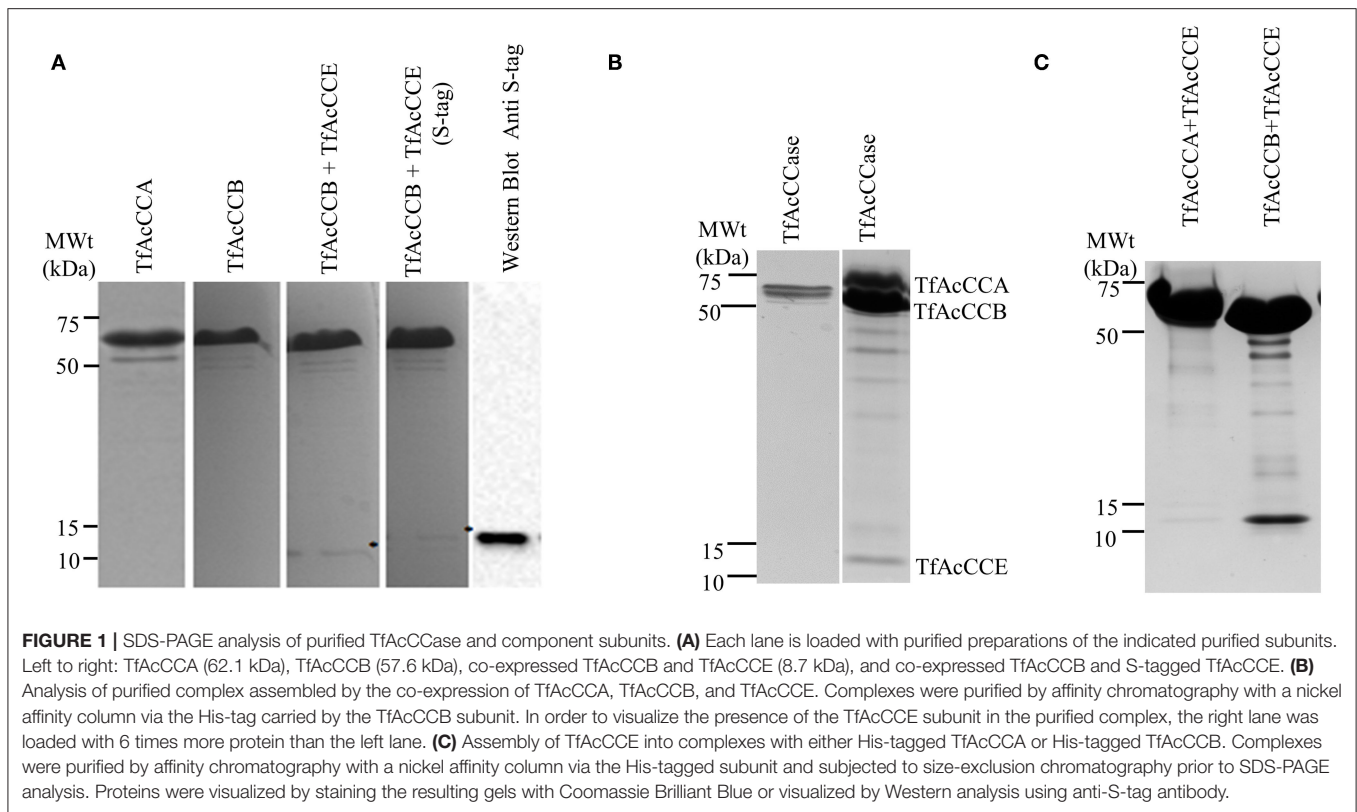 A
MWt
(kDa)
TfAcCCA
TfAcCCB
TfAcCCB + TfAcCCE
TfAcCCB + TfAcCCE
(S-tag)
Western Blot Anti S-tag
75
50
15
10
B
MWt
(kDa)
TfAcCCase
TfAcCCase
75
50
15
10
TfAcCCA
TfAcCCB
TfAcCCE
C
MWt
(kDa)
TfAcCCA+TfAcCCE
TfAcCCB+TfAcCCE
75
50
15
10
FIGURE 1 | SDS-PAGE analysis of purified TfAcCCase and component subunits. (A) Each lane is loaded with purified preparations of the indicated purified subunits.
Left to right: TfAcCCA (62.1 kDa), TfAcCCB (57.6 kDa), co-expressed TfAcCCB and TfAcCCE (8.7 kDa), and co-expressed TfAcCCB and S-tagged TfAcCCE. (B)
Analysis of purified complex assembled by the co-expression of TfAcCCA, TfAcCCB, and TfAcCCE. Complexes were purified by affinity chromatography with a nickel
affinity column via the His-tag carried by the TfAcCCB subunit. In order to visualize the presence of the TfAcCCE subunit in the purified complex, the right lane was
loaded with 6 times more protein than the left lane. (C) Assembly of TfAcCCE into complexes with either His-tagged TfAcCCA or His-tagged TfAcCCB. Complexes
were purified by affinity chromatography with a nickel affinity column via the His-tagged subunit and subjected to size-exclusion chromatography prior to SDS-PAGE
analysis. Proteins were visualized by staining the resulting gels with Coomassie Brilliant Blue or visualized by Western analysis using anti-S-tag antibody.